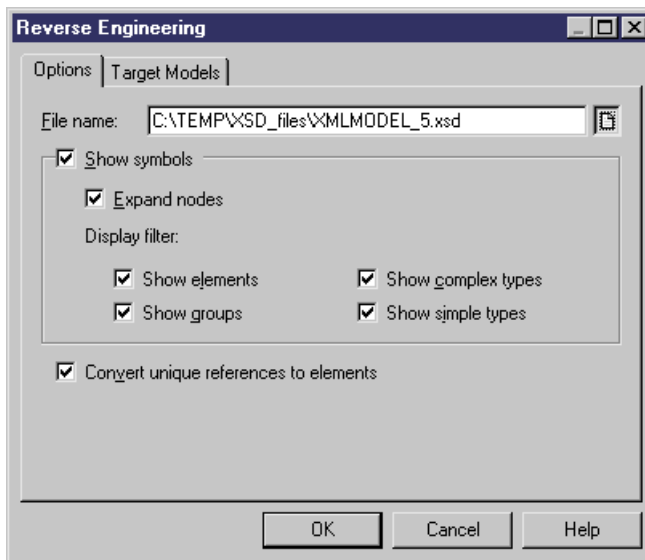 Reverse Engineering
Options Target Models
File name: C:\TEMP\XSD_files\XMLMODEL_5.xsd
Show symbols
Expand nodes
Display filter:
Show elements Show complex types
Show groups Show simple types
Convert unique references to elements
OK Cancel Help